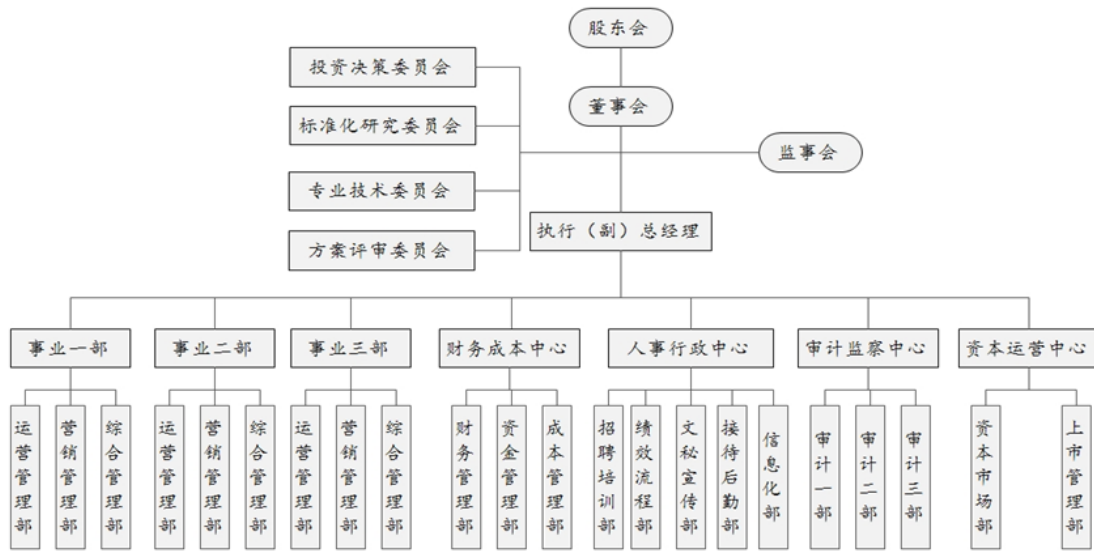 股东会
投资决策委员会
董事会
标准化研究委员会
监事会
专业技术委员会
执行（副）总经理
方案评审委员会
事业一部
事业二部
事业三部
财务成本中心
人事行政中心
审计监察中心
资本运营中心
运营管理部
营销管理部
综合管理部
运营管理部
营销管理部
综合管理部
运营管理部
营销管理部
综合管理部
财务管理部
资金管理部
成本管理部
招聘培训部
绩效流程部
文秘宣传部
接待后勤部
信息化部
审计一部
审计二部
审计三部
资本市场部
上市管理部